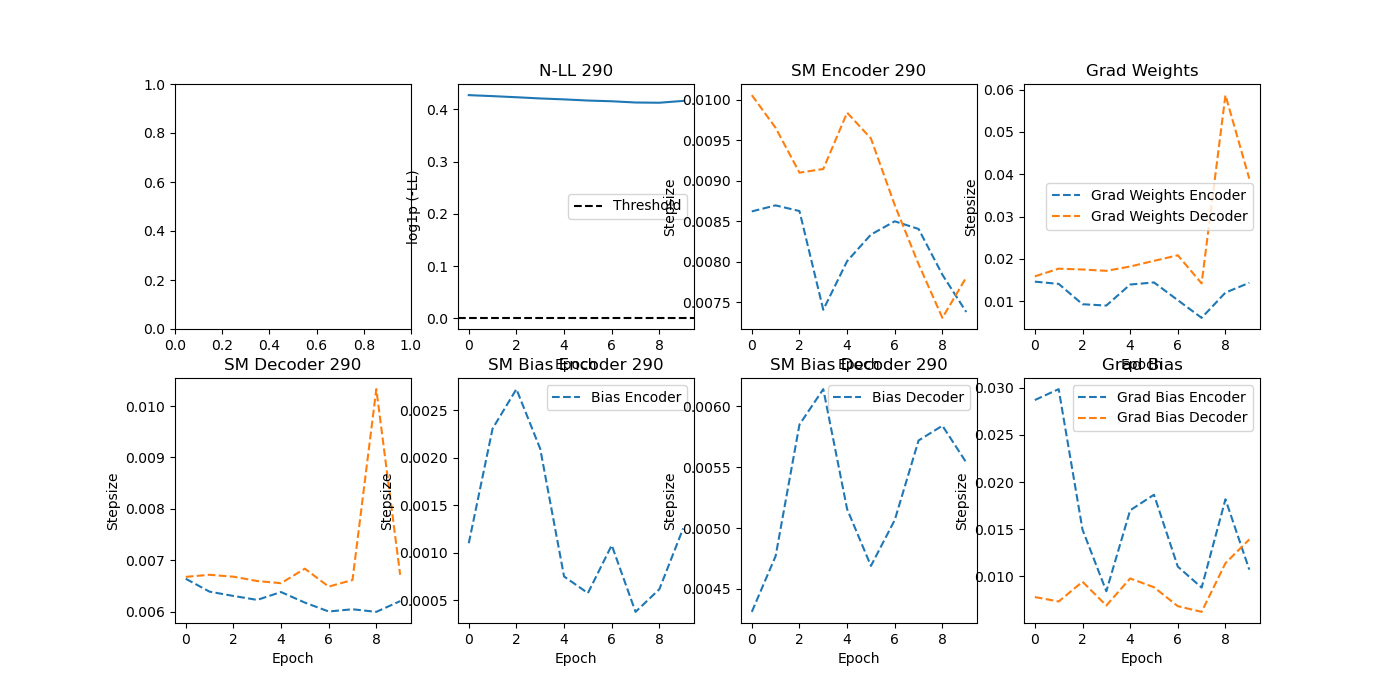 1.0
0.8
0.6
0.4
0.2
0.0
0.0 0.2 0.4 0.6 0.8 1.0
N-LL 290
log1p (-LL)
0.4
0.3
0.2
0.1
0.0
Threshold
0 2 4 6 8
Epoch
SM Encoder 290
Stepsize
0.0100
0.0095
0.0090
0.0085
0.0080
0.0075
0 2 4 6 8
Epoch
Grad Weights
Stepsize
0.06
0.05
0.04
0.03
0.02
0.01
Grad Weights Encoder
Grad Weights Decoder
0 2 4 6 8
Epoch
SM Decoder 290
Stepsize
0.010
0.009
0.008
0.007
0.006
0 2 4 6 8
Epoch
SM Bias Encoder 290
Stepsize
0.0025
0.0020
0.0015
0.0010
0.0005
Bias Encoder
0 2 4 6 8
Epoch
SM Bias Decoder 290
Stepsize
0.0060
0.0055
0.0050
0.0045
Bias Decoder
0 2 4 6 8
Epoch
Grad Bias
Stepsize
0.030
0.025
0.020
0.015
0.010
Grad Bias Encoder
Grad Bias Decoder
0 2 4 6 8
Epoch